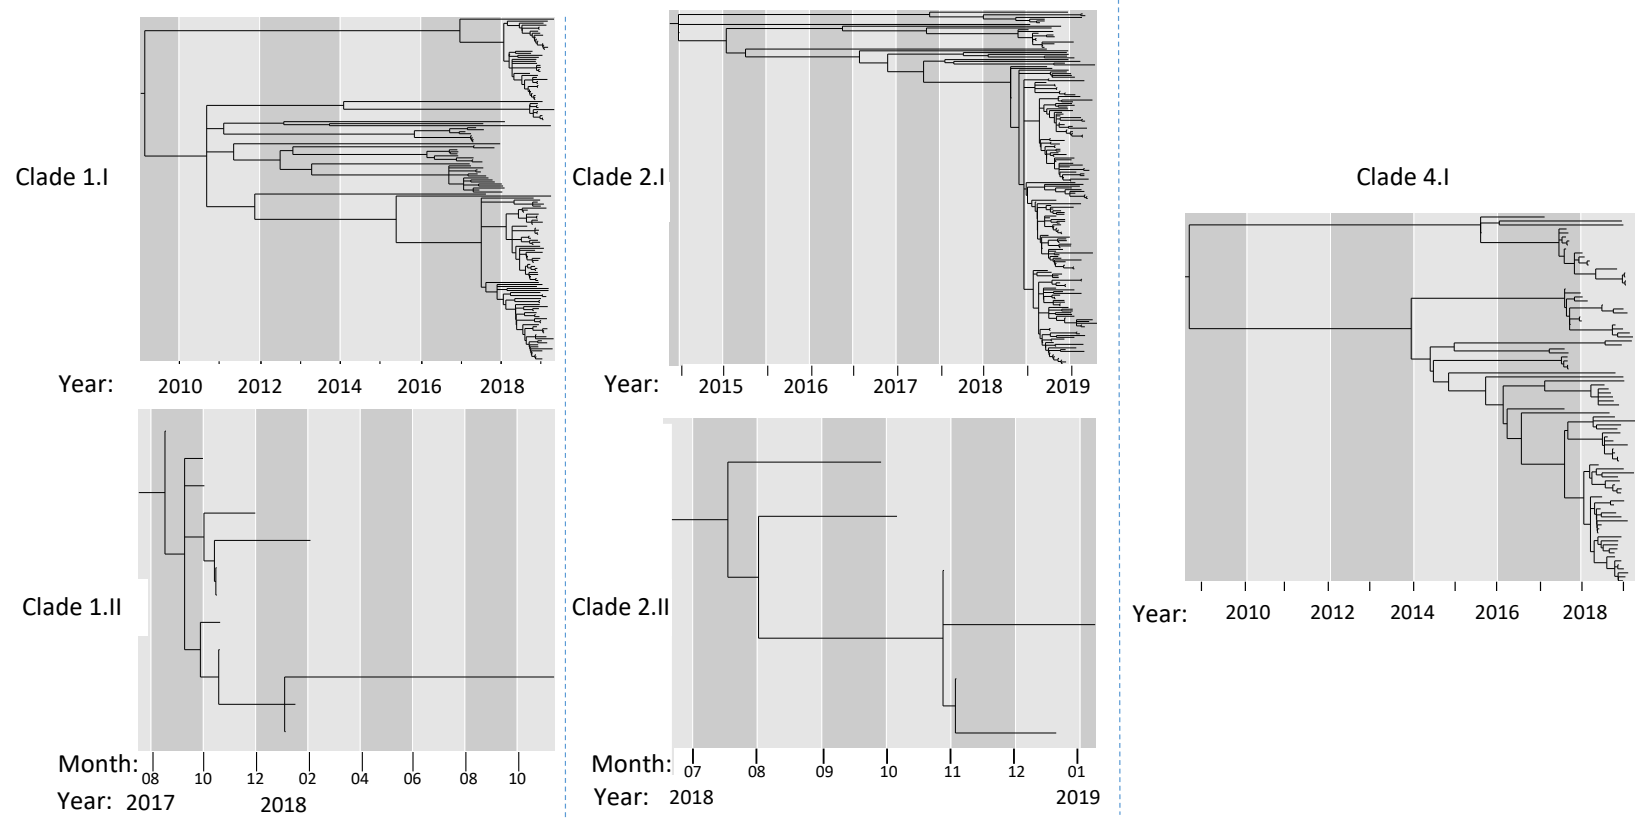 Clade 1.I
Year: 2010 2012 2014 2016 2018
Clade 2.I
Year: 2015 2016 2017 2018 2019
Clade 4.I
Year: 2010 2012 2014 2016 2018
Clade 1.II
Month: 08 10 12 02 04 06 08 10
Year: 2017 2018
Clade 2.II
Month: 07 08 09 10 11 12 01
Year: 2018 2019